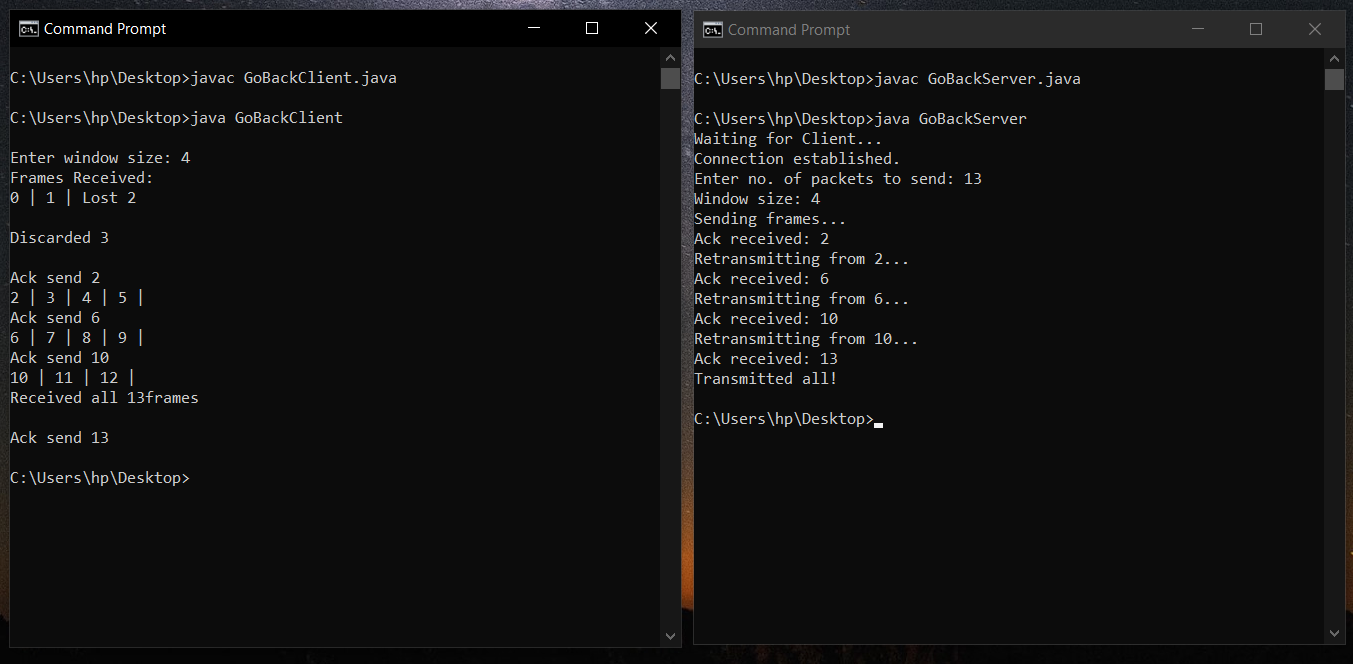 Command Prompt
C:\Users\hp\Desktop>javac GoBackClient.java
C:\Users\hp\Desktop>java GoBackClient
Enter window size: 4
Frames Received:
0 | 1 | Lost 2
Discarded 3
Ack send 2
2 | 3 | 4 | 5 |
Ack send 6
6 | 7 | 8 | 9 |
Ack send 10
10 | 11 | 12 |
Received all 13frames
Ack send 13
C:\Users\hp\Desktop>
Command Prompt
C:\Users\hp\Desktop>javac GoBackServer.java
C:\Users\hp\Desktop>java GoBackServer
Waiting for Client...
Connection established.
Enter no. of packets to send: 13
Window size: 4
Sending frames...
Ack received: 2
Retransmitting from 2...
Ack received: 6
Retransmitting from 6...
Ack received: 10
Retransmitting from 10...
Ack received: 13
Transmitted all!
C:\Users\hp\Desktop>